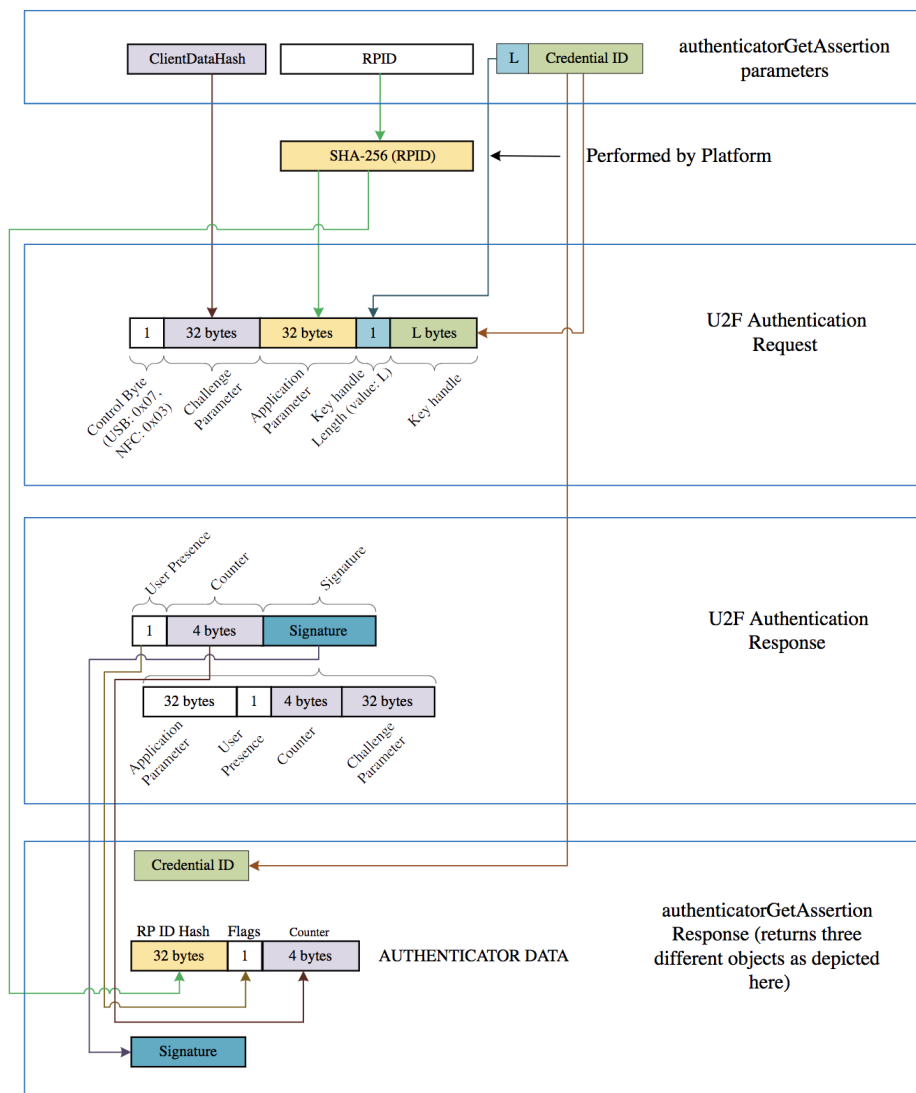 ClientDataHash
RPID
L
Credential ID
authenticatorGetAssertion
parameters
SHA-256 (RPID)
Performed by Platform
1
32 bytes
32 bytes
1
L bytes
Control Byte
(USB: 0x07,
NFC: 0x03)
Challenge
Parameter
Application
Parameter
Key handle
Length (value: L)
Key handle
U2F Authentication
Request
User Presence
Counter
Signature
1
4 bytes
Signature
32 bytes
1
4 bytes
32 bytes
Application
Parameter
User
Presence
Counter
Challenge
Parameter
U2F Authentication
Response
Credential ID
RP ID Hash
Flags
Counter
32 bytes
1
4 bytes
AUTHENTICATOR DATA
Signature
authenticatorGetAssertion
Response (returns three
different objects as depicted
here)